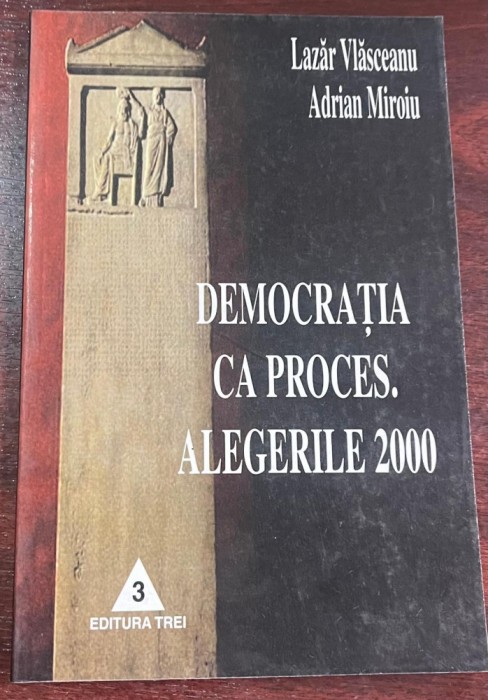 Lazăr Vlăsceanu
Adrian Miroiu
DEMOCRAȚIA
CA PROCES.
ALEGERILE 2000
3
EDITURA TREI